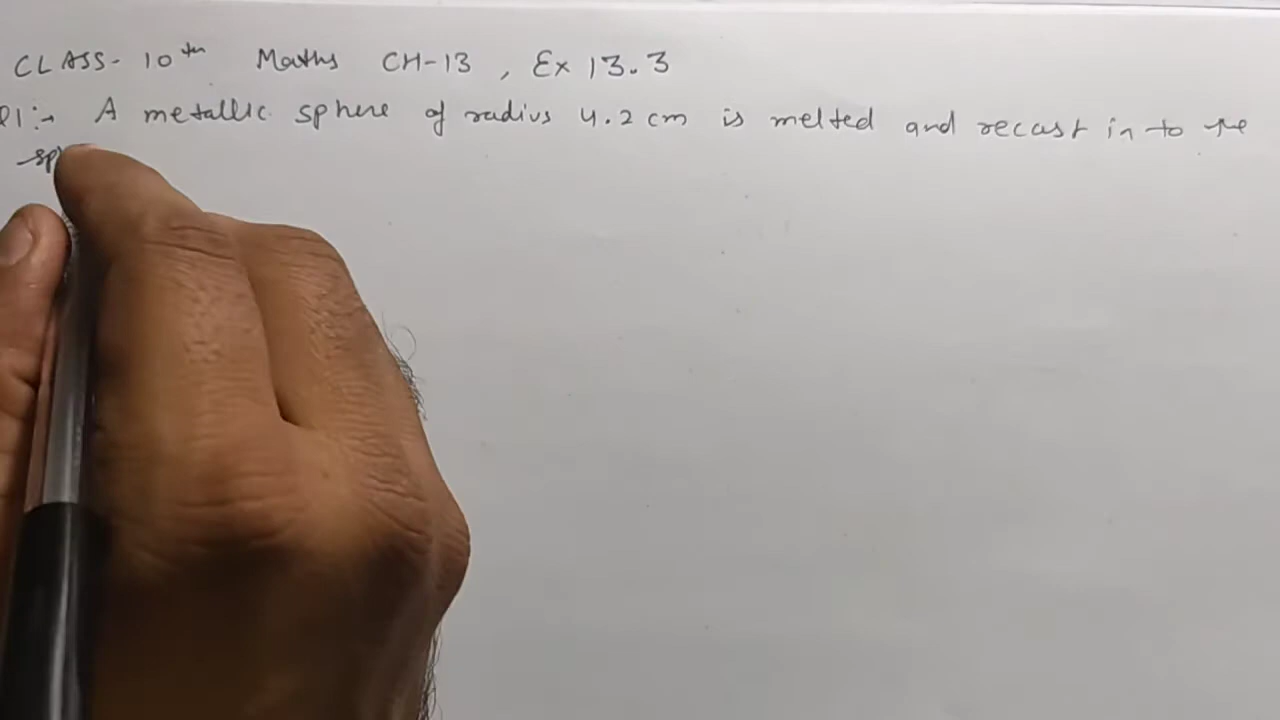 CLASS- 10th Maths CH-13, Ex 13.3
Q1:→ A metallic sphere of radius 4.2 cm is melted and recast in to the